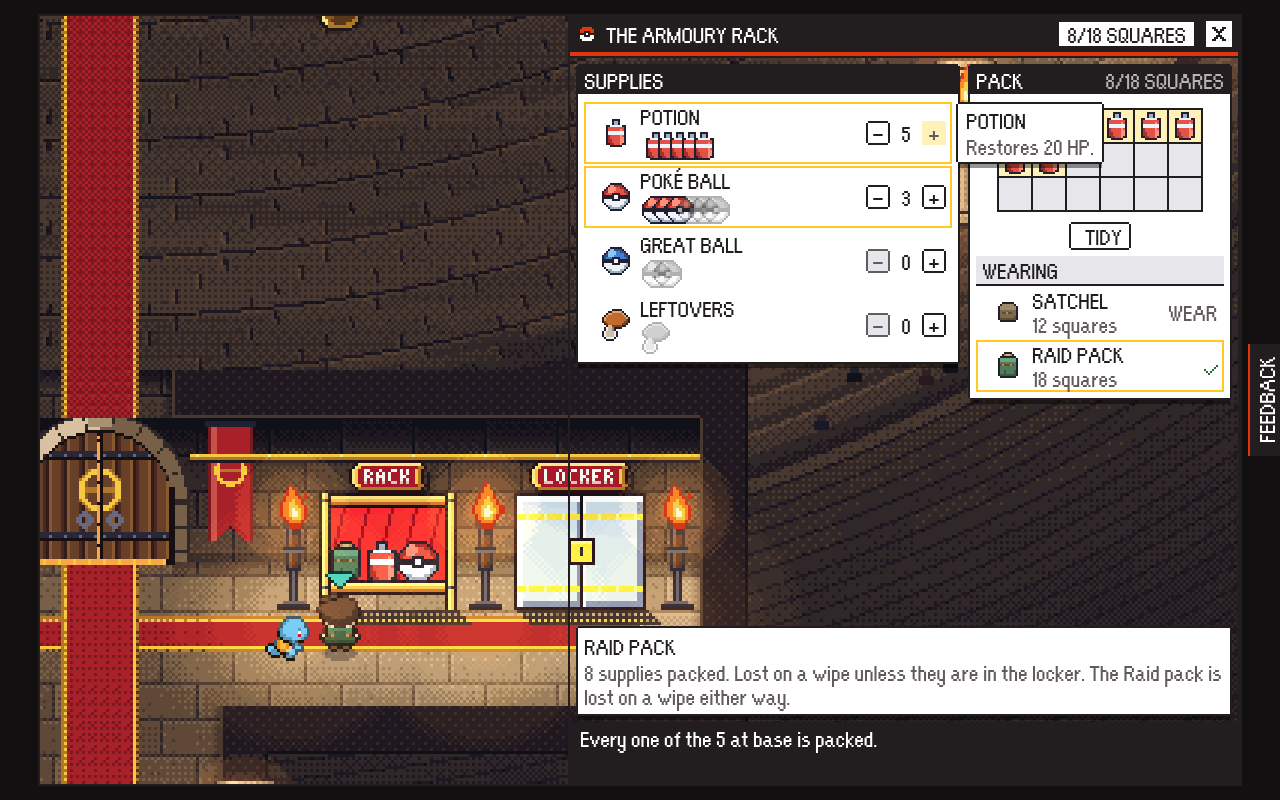 THE ARMOURY RACK
8/18 SQUARES
X
SUPPLIES
POTION
− 5 +
POKÉ BALL
− 3 +
GREAT BALL
− 0 +
LEFTOVERS
− 0 +
PACK
8/18 SQUARES
POTION
Restores 20 HP.
TIDY
WEARING
SATCHEL
12 squares
WEAR
RAID PACK
18 squares
FEEDBACK
RACK
LOCKER
RAID PACK
8 supplies packed. Lost on a wipe unless they are in the locker. The Raid pack is
lost on a wipe either way.
Every one of the 5 at base is packed.